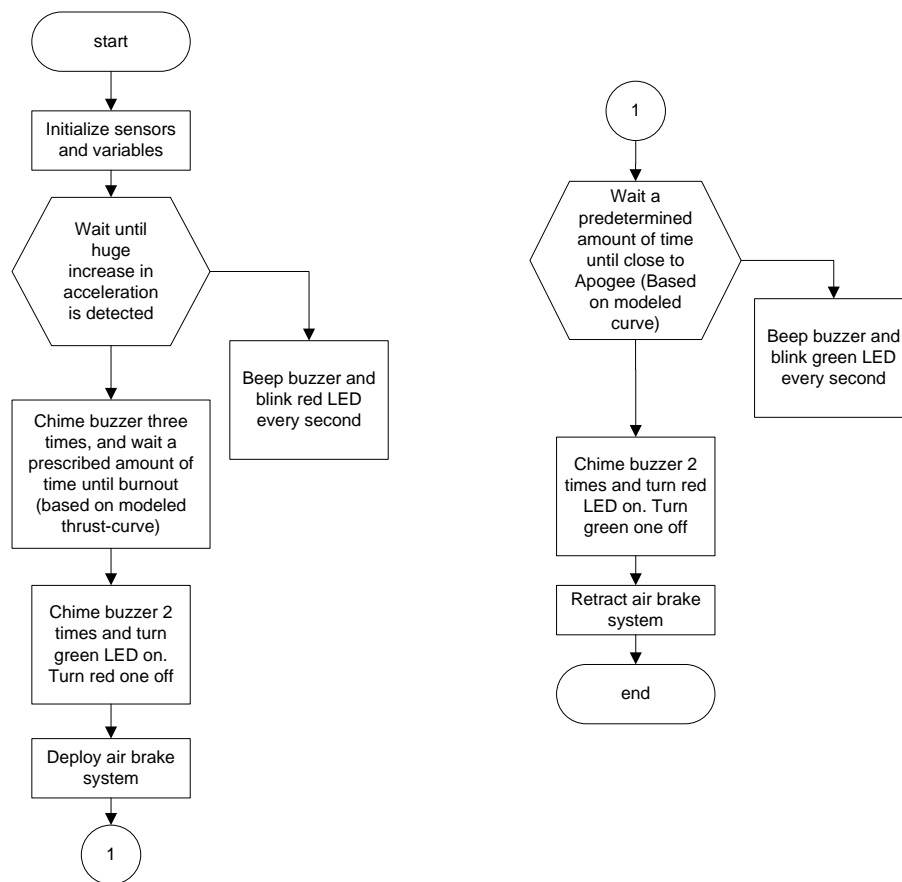 start
Initialize sensors
and variables
Wait until
huge
increase in
acceleration
is detected
Beep buzzer and
blink red LED
every second
Chime buzzer three
times, and wait a
prescribed amount of
time until burnout
(based on modeled
thrust-curve)
Chime buzzer 2
times and turn
green LED on.
Turn red one off
Deploy air brake
system
1
1
Wait a
predetermined
amount of time
until close to
Apogee (Based
on modeled
curve)
Beep buzzer and
blink green LED
every second
Chime buzzer 2
times and turn red
LED on. Turn
green one off
Retract air brake
system
end